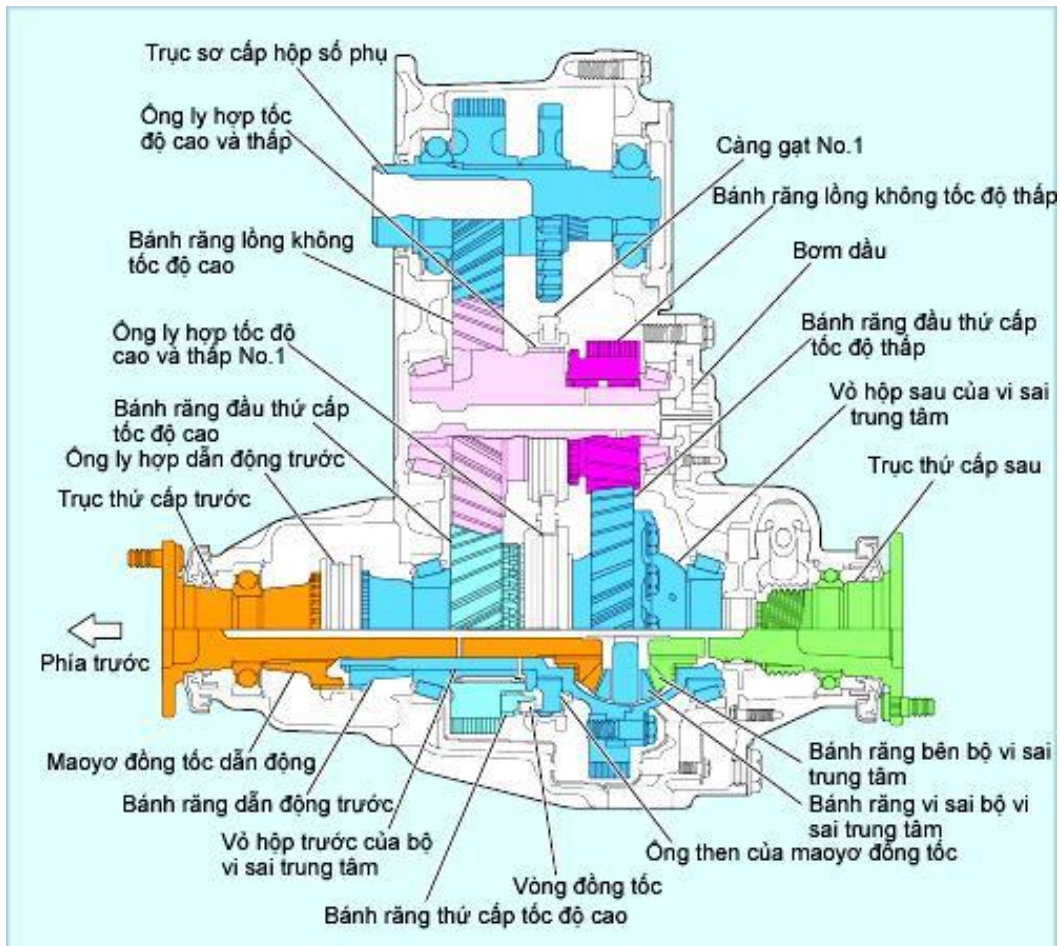 Trục sơ cấp hộp số phụ
Ống ly hợp tốc
độ cao và thấp
Càng gạt No.1
Bánh răng lồng không tốc độ thấp
Bánh răng lồng không
tốc độ cao
Bơm dầu
Ống ly hợp tốc độ
cao và thấp No.1
Bánh răng đầu thứ cấp
tốc độ thấp
Vỏ hộp sau của vi sai
trung tâm
Bánh răng đầu thứ cấp
tốc độ cao
Ống ly hợp dẫn động trước
Trục thứ cấp sau
Trục thứ cấp trước
Phía trước
Maoyơ đồng tốc dẫn động
Bánh răng dẫn động trước
Vỏ hộp trước của bộ
vi sai trung tâm
Bánh răng thứ cấp tốc độ cao
Vòng đồng tốc
Ống then của maoyơ đồng tốc
Bánh răng bên bộ vi sai
trung tâm
Bánh răng vi sai bộ vi
sai trung tâm